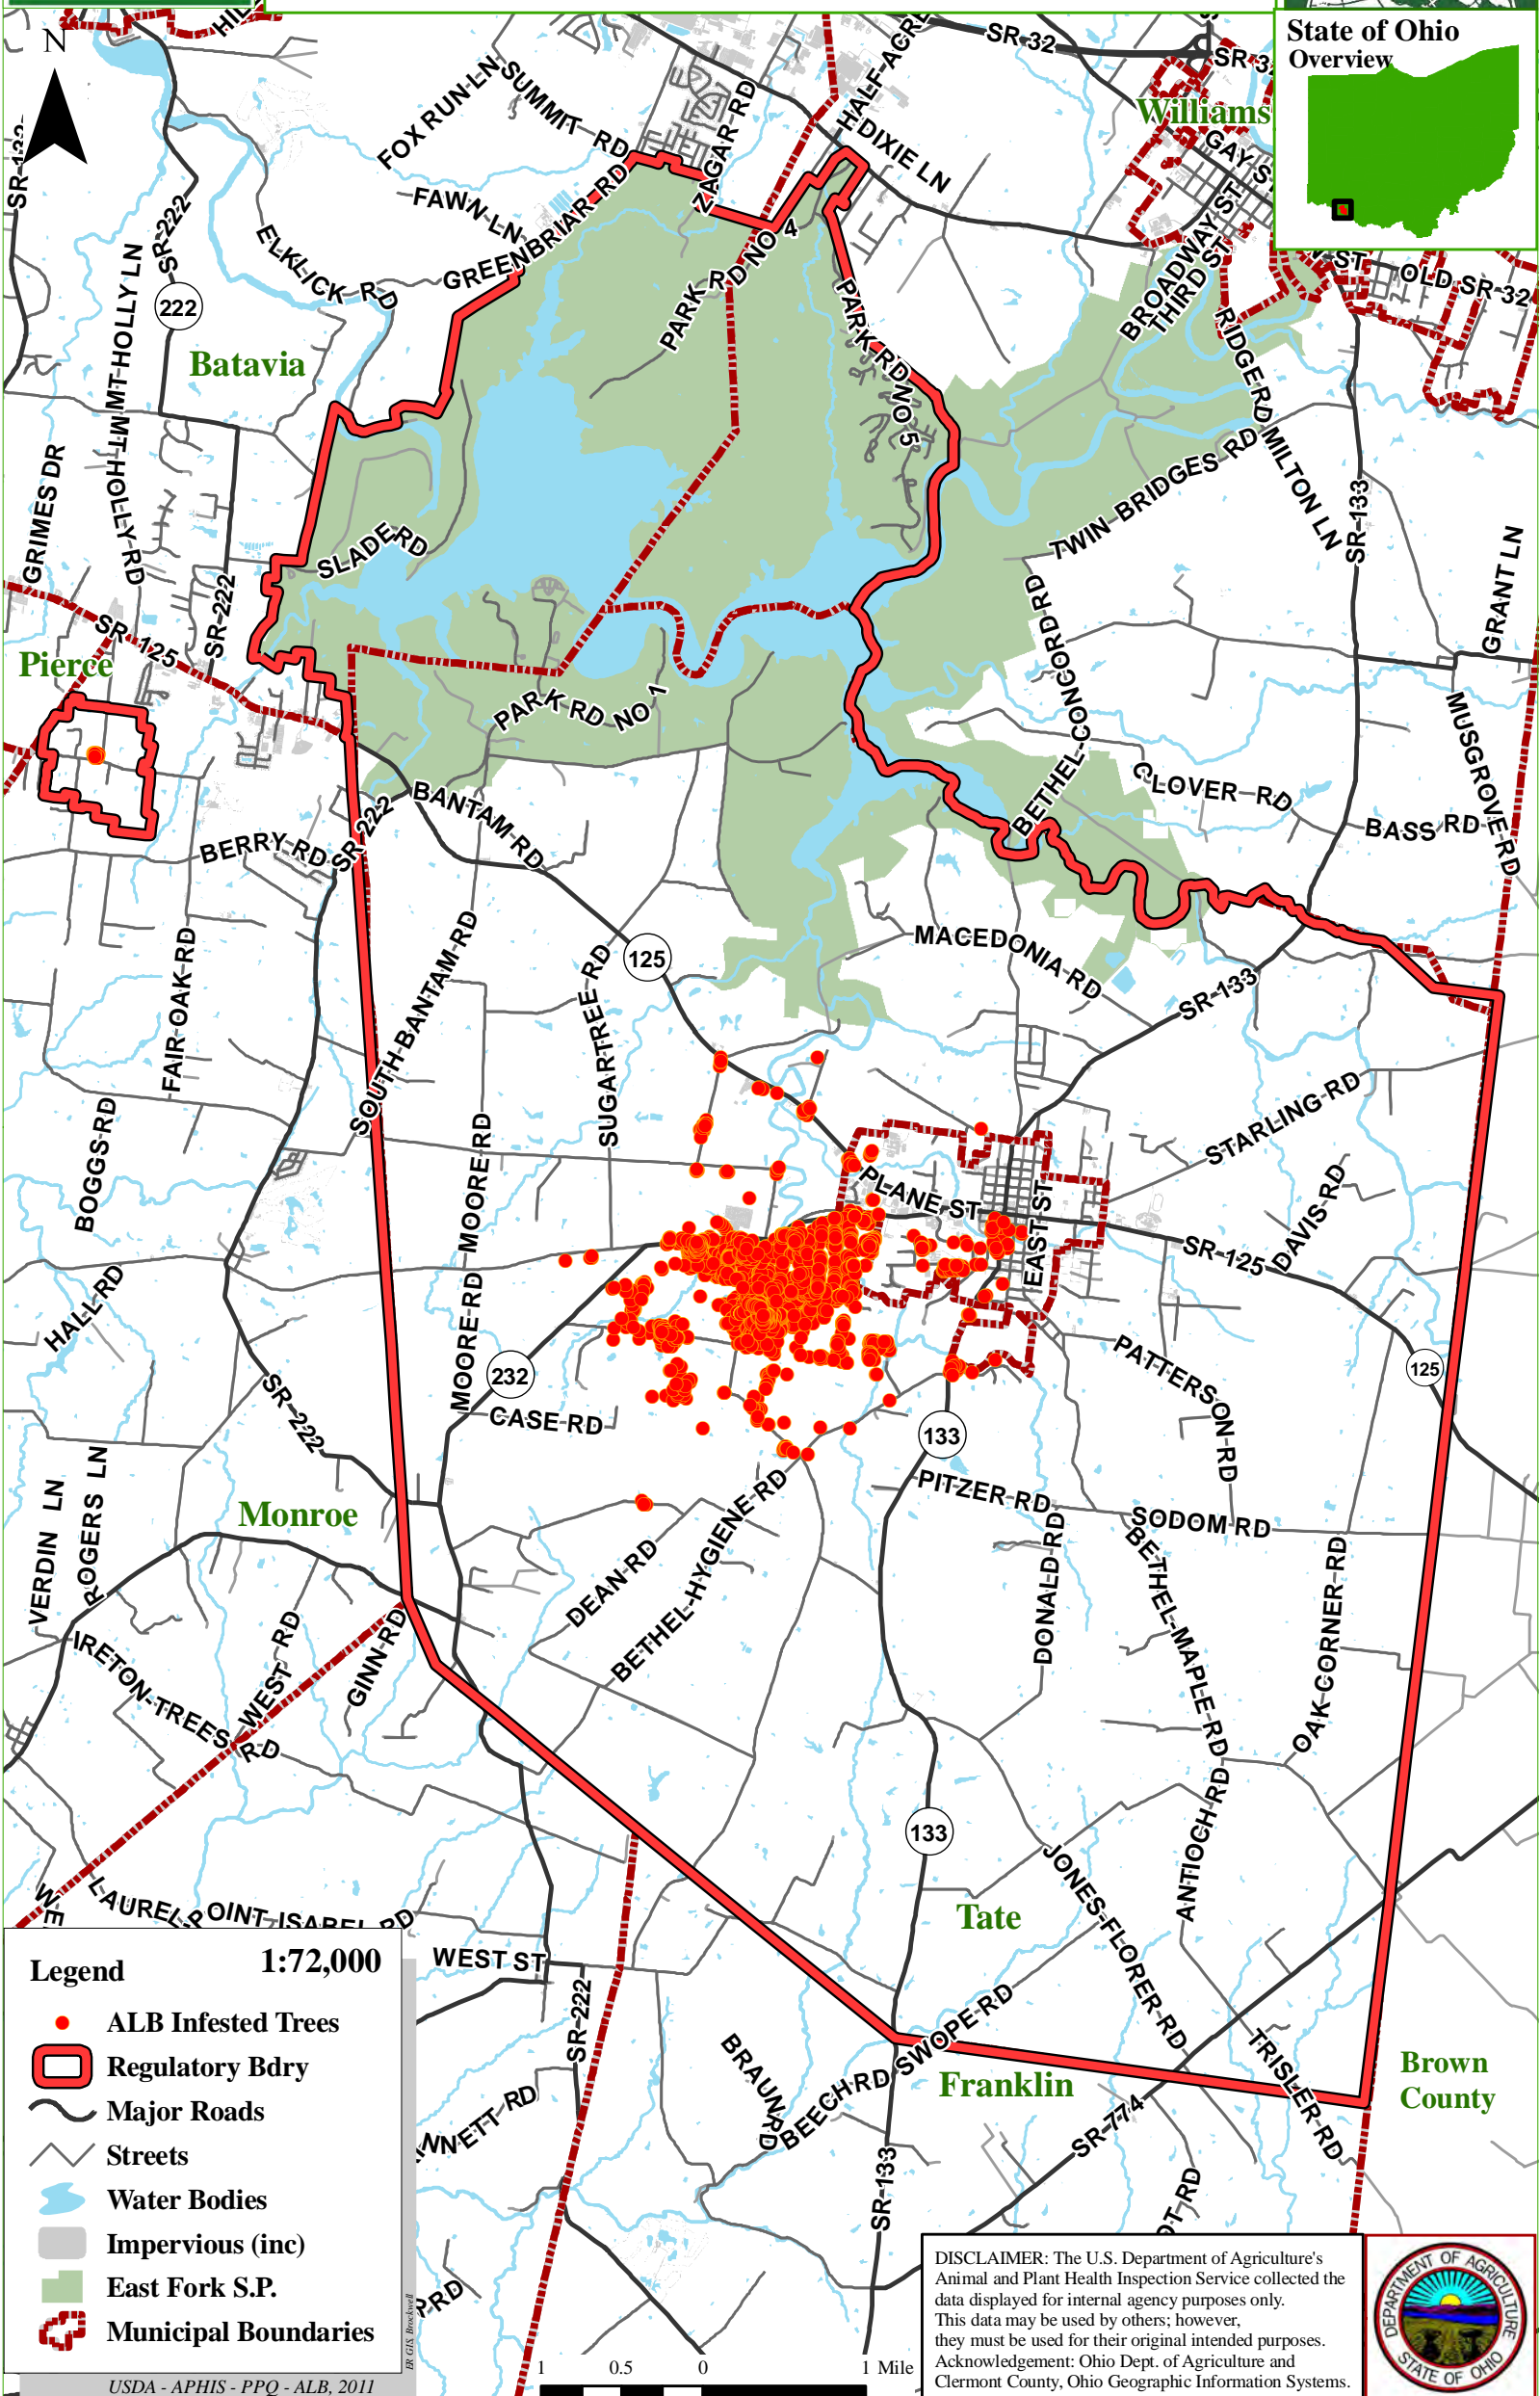 N
State of Ohio
Overview
SR-32
HALF-ACRE
DIXIE LN
Williams
GAY ST
BROADWAY-ST
THIRD ST
OLD SR-32
FOX RUN-LN
SUMMIT RD
ZAGAR-RD
FAWN-LN
GREENBRIAR-RD
ELKLICK RD
SR-222
222
MT-HOLLY-LN
MT-HOLLY-RD
Batavia
PARK RD NO 4
PARK RD NO 5
RIDGE RD
MILTON LN
TWIN BRIDGES RD
SR-133
GRANT LN
GRIMES DR
SLADE RD
SR-222
SR-125
Pierce
PARK RD NO 1
BETHEL-CONCORD-RD
CLOVER-RD
BASS RD
MUSGROVE-RD
BANTAM-RD
SR-222
BERRY-RD
SOUTH-BANTAM-RD
SUGARTREE-RD
125
MACEDONIA-RD
SR-133
FAIR-OAK-RD
BOGGS-RD
STARLING-RD
PLANE-ST
EAST-ST
SR-125
DAVIS-RD
MOORE-RD
MOORE-RD
HALL-RD
SR-222
232
CASE-RD
PATTERSON-RD
125
133
PITZER-RD
SODOM-RD
Monroe
VERDIN LN
ROGERS LN
DEAN-RD
BETHEL-HYGIENE-RD
DONALD-RD
BETHEL-MAPLE-RD
OAK-CORNER-RD
IRETON-TREES RD
WEST RD
GINN-RD
133
ANTIOCH-RD
JONES-FLORER-RD
Tate
LAUREL-POINT-ISABEL-RD
WEST ST
SR-222
SWOPE-RD
BEECH-RD
BRAUN-RD
Franklin
TRISLER-RD
SR-774
SR-133
Brown
County
Legend
1:72,000
ALB Infested Trees
Regulatory Bdry
Major Roads
Streets
Water Bodies
Impervious (inc)
East Fork S.P.
Municipal Boundaries
ER GIS, Brockwell
USDA - APHIS - PPQ - ALB, 2011
1 0.5 0 1 Mile
DISCLAIMER: The U.S. Department of Agriculture's
Animal and Plant Health Inspection Service collected the
data displayed for internal agency purposes only.
This data may be used by others; however,
they must be used for their original intended purposes.
Acknowledgement: Ohio Dept. of Agriculture and
Clermont County, Ohio Geographic Information Systems.
DEPARTMENT OF AGRICULTURE
STATE OF OHIO